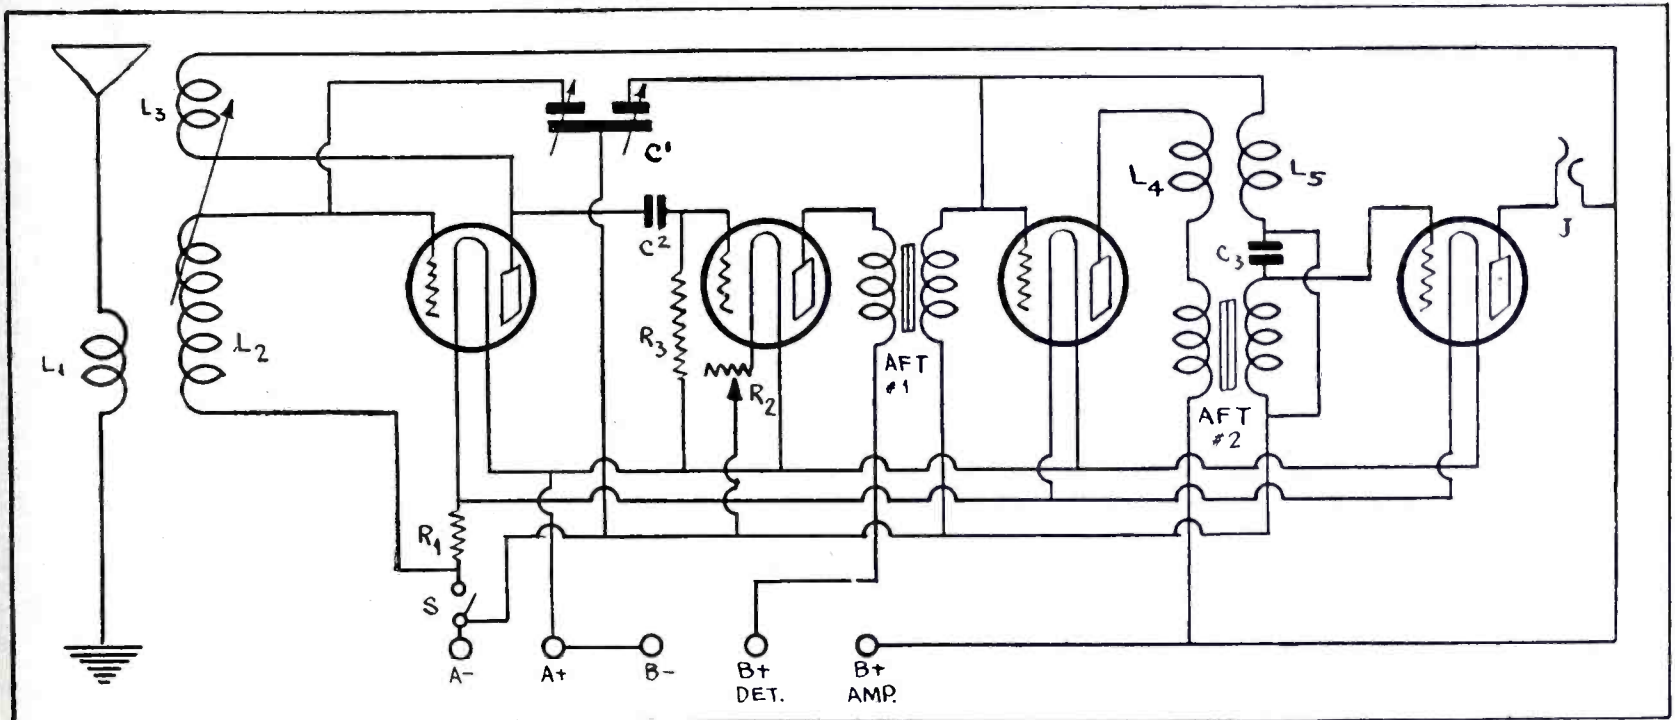 L3
C'
L4
L5
J
C2
C3
L1
L2
R3
R2
AFT
#1
AFT
#2
R1
S
A-
A+
B-
B+
DET.
B+
AMP.